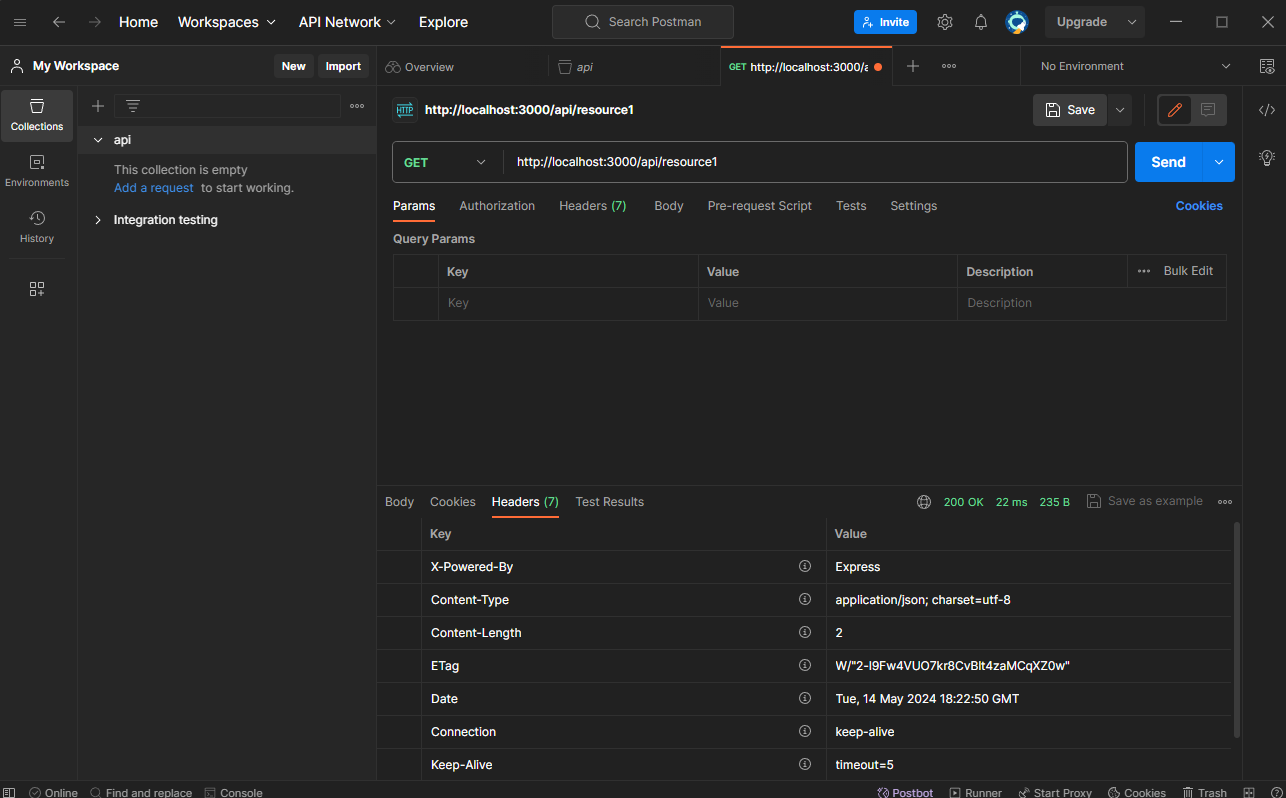 Home Workspaces API Network Explore Search Postman Invite Upgrade
My Workspace New Import Overview api GET http://localhost:3000/a No Environment
Collections
Environments
History
api
This collection is empty
Add a request to start working.
Integration testing
HTTP http://localhost:3000/api/resource1 Save
GET http://localhost:3000/api/resource1 Send
Params Authorization Headers (7) Body Pre-request Script Tests Settings Cookies
Query Params
Key Value Description Bulk Edit
Key Value Description
Body Cookies Headers (7) Test Results 200 OK 22 ms 235 B Save as example
Key Value
X-Powered-By Express
Content-Type application/json; charset=utf-8
Content-Length 2
ETag W/"2-l9Fw4VUO7kr8CvBlt4zaMCqXZ0w"
Date Tue, 14 May 2024 18:22:50 GMT
Connection keep-alive
Keep-Alive timeout=5
Online Find and replace Console Postbot Runner Start Proxy Cookies Trash